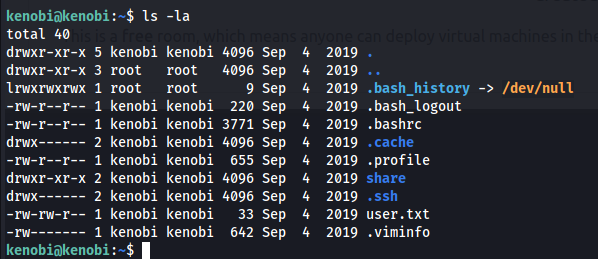 kenobi@kenobi:~$ ls -la
total 40 his is a free room, which means anyone can deploy virtual machines in the
drwxr-xr-x 5 kenobi kenobi 4096 Sep  4  2019 .
drwxr-xr-x 3 root   root   4096 Sep  4  2019 ..
lrwxrwxrwx 1 root   root      9 Sep  4  2019 .bash_history -> /dev/null
-rw-r--r-- 1 kenobi kenobi  220 Sep  4  2019 .bash_logout
-rw-r--r-- 1 kenobi kenobi 3771 Sep  4  2019 .bashrc
drwx------ 2 kenobi kenobi 4096 Sep  4  2019 .cache
-rw-r--r-- 1 kenobi kenobi  655 Sep  4  2019 .profile
drwxr-xr-x 2 kenobi kenobi 4096 Sep  4  2019 share
drwx------ 2 kenobi kenobi 4096 Sep  4  2019 .ssh
-rw-rw-r-- 1 kenobi kenobi   33 Sep  4  2019 user.txt
-rw------- 1 kenobi kenobi  642 Sep  4  2019 .viminfo
kenobi@kenobi:~$